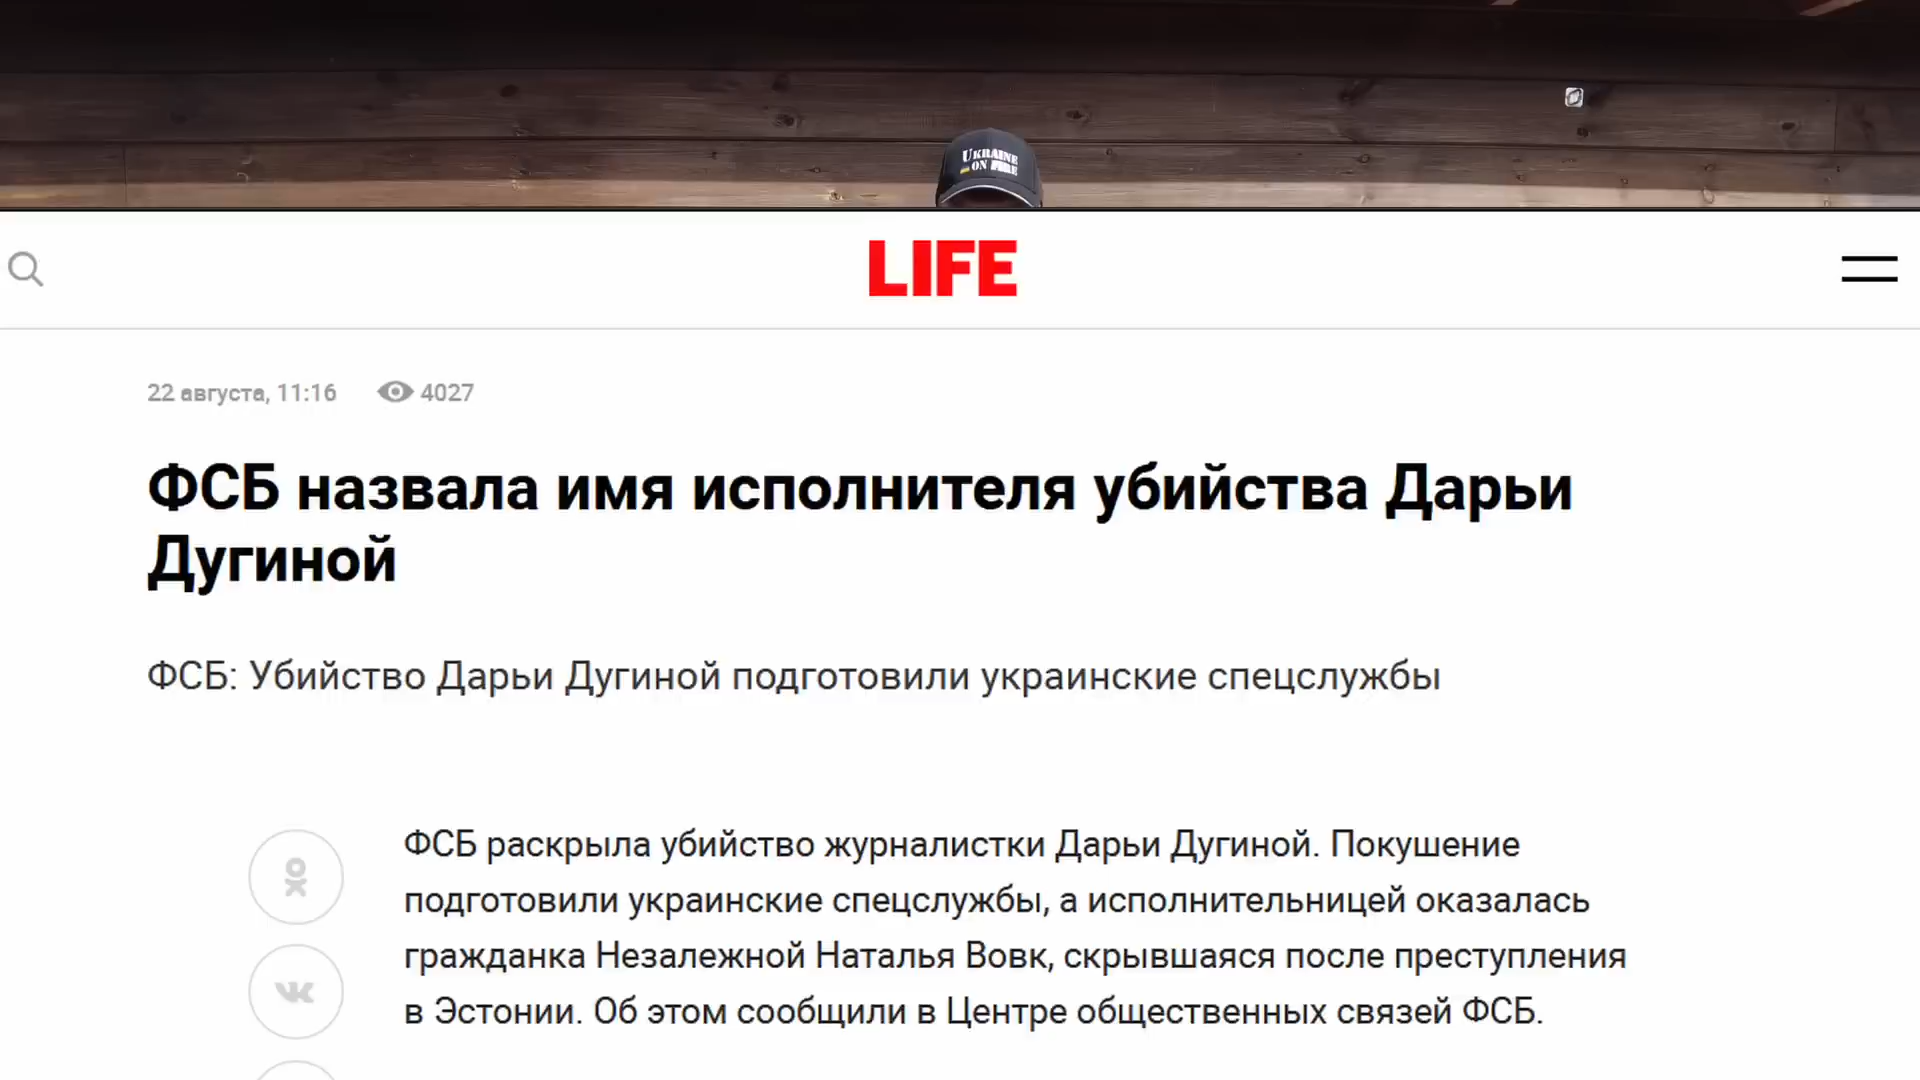 UKRAINE
ON FIRE
LIFE
22 августа, 11:16 4027
ФСБ назвала имя исполнителя убийства Дарьи
Дугиной
ФСБ: Убийство Дарьи Дугиной подготовили украинские спецслужбы
ФСБ раскрыла убийство журналистки Дарьи Дугиной. Покушение
подготовили украинские спецслужбы, а исполнительницей оказалась
гражданка Незалежной Наталья Вовк, скрывшаяся после преступления
в Эстонии. Об этом сообщили в Центре общественных связей ФСБ.